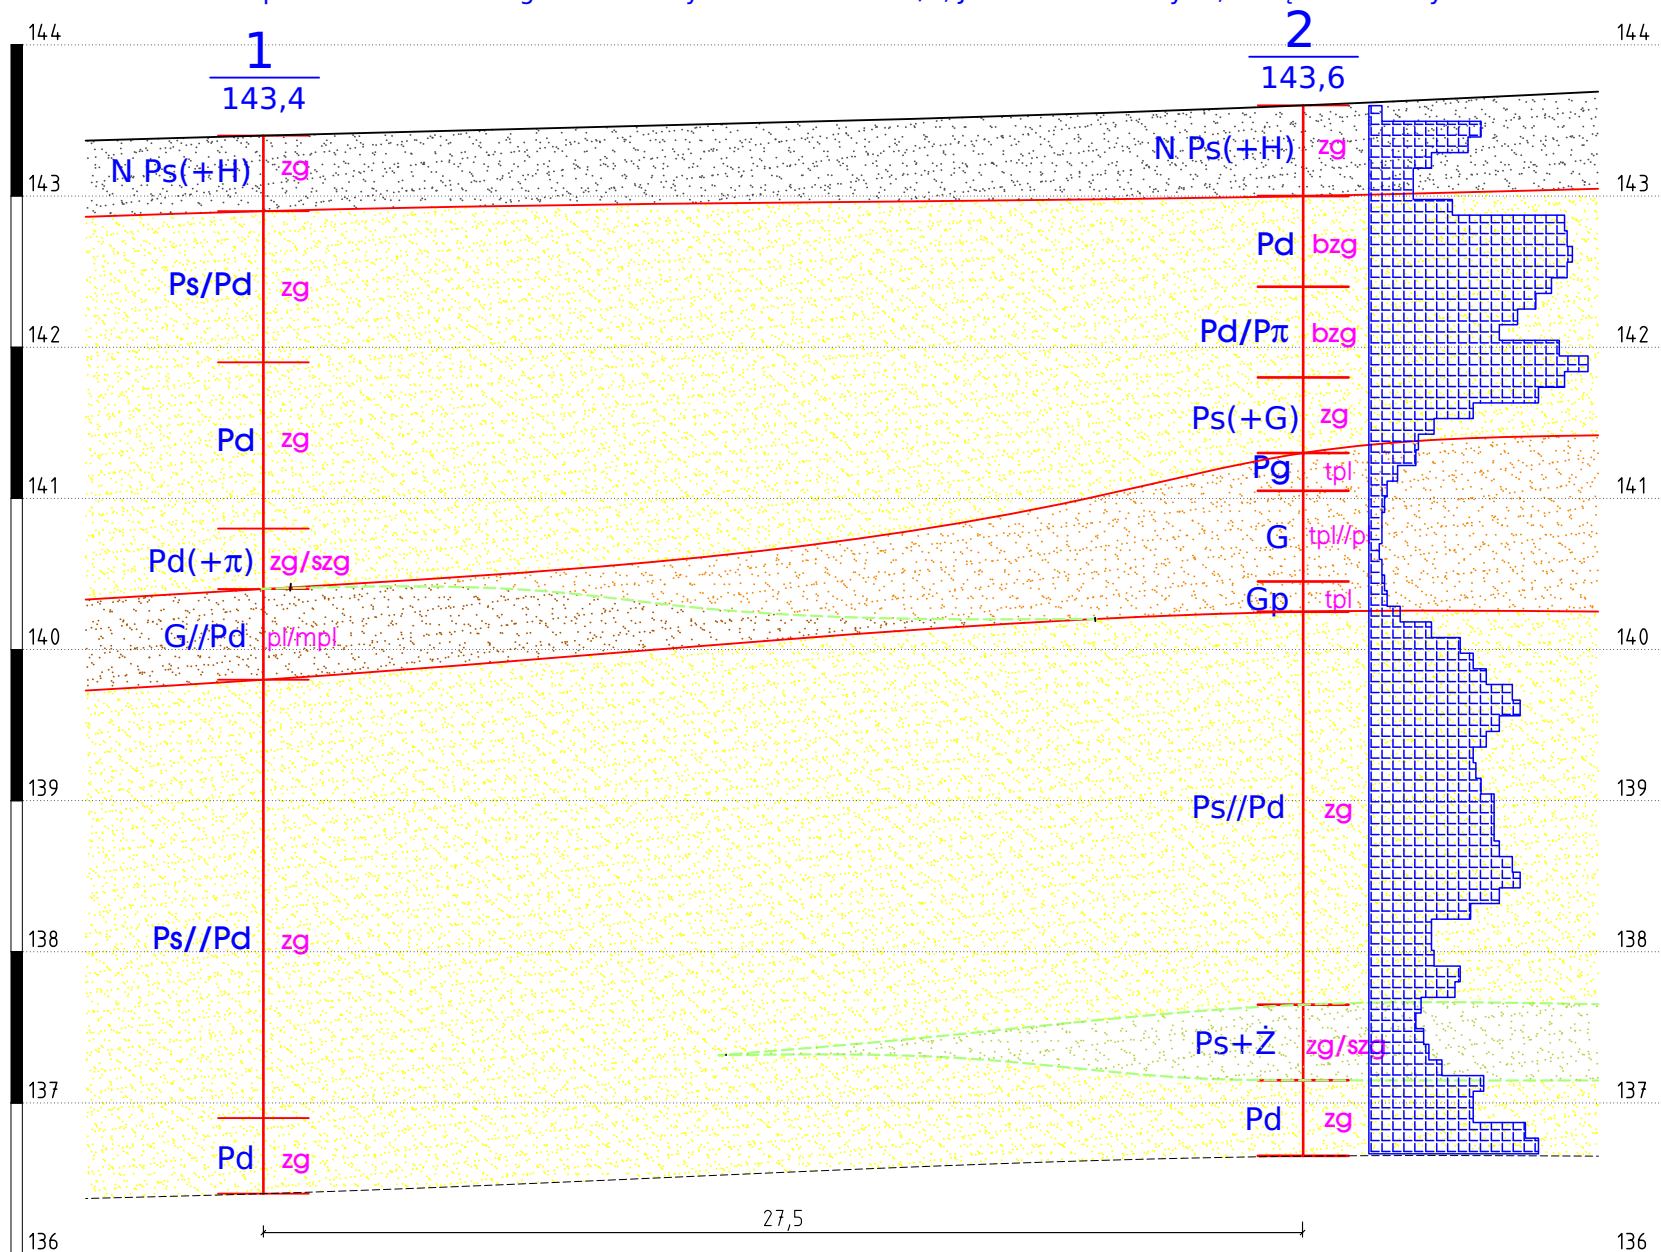 144
1
143,4
2
143,6
144
N Ps(+H) zg
N Ps(+H) zg
143
143
Ps/Pd zg
Pd bzg
142
Pd/Pπ bzg
142
Pd zg
Ps(+G) zg
Pg tpl
141
141
Pd(+π) zg/szg
G tpl//p
Gp tpl
140
G//Pd pl/mpl
140
139
Ps//Pd zg
139
138
Ps//Pd zg
138
Ps+Ż zg/szg
137
Pd zg
137
Pd zg
27,5
136
136